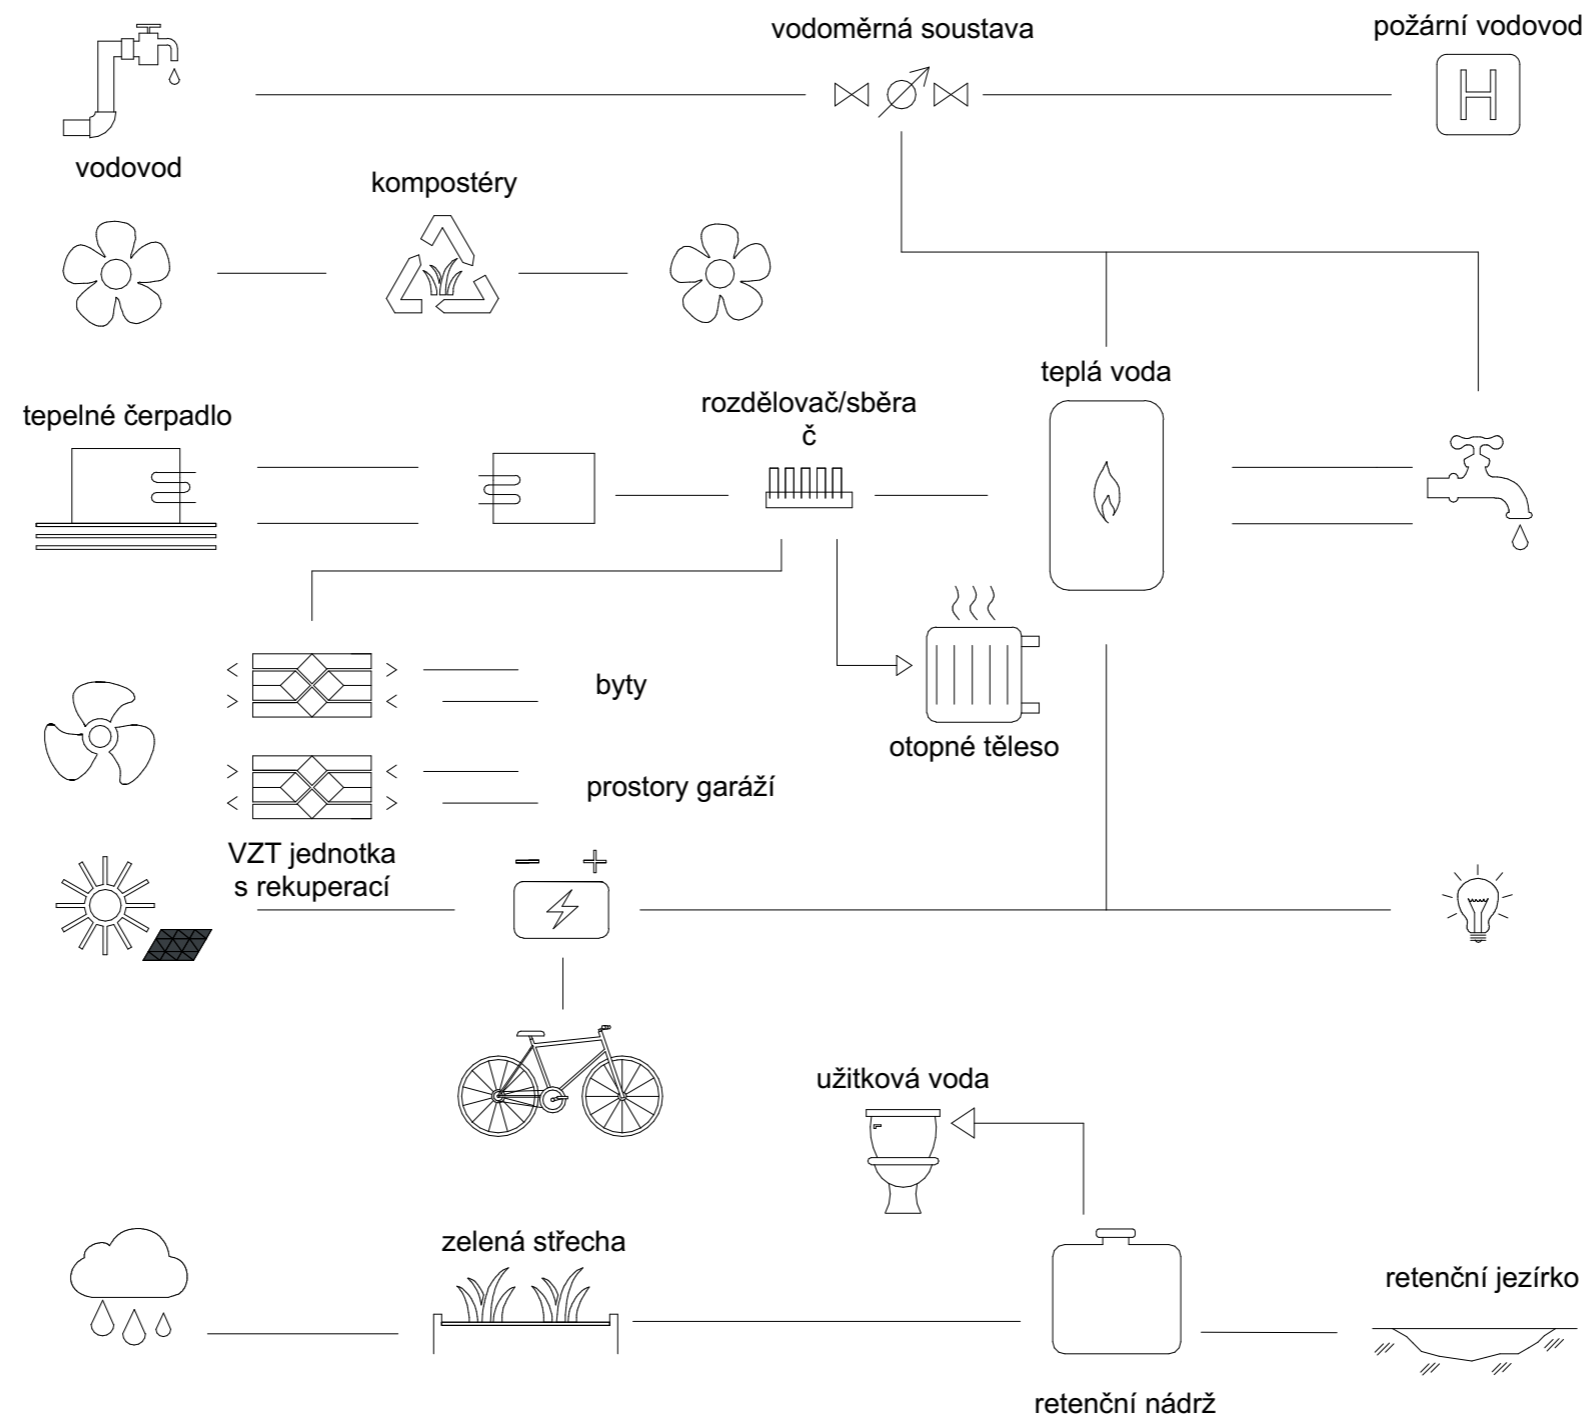 vodoměrná soustava
požární vodovod
H
vodovod
kompostéry
teplá voda
rozdělovač/sběra
č
tepelné čerpadlo
byty
otopné těleso
prostory garáží
VZT jednotka
s rekuperací
užitková voda
zelená střecha
retenční jezírko
retenční nádrž